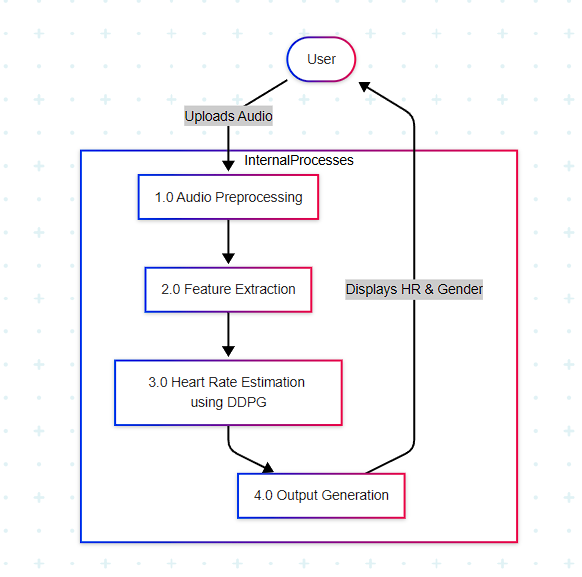 User
Uploads Audio
InternalProcesses
1.0 Audio Preprocessing
2.0 Feature Extraction
Displays HR & Gender
3.0 Heart Rate Estimation
using DDPG
4.0 Output Generation